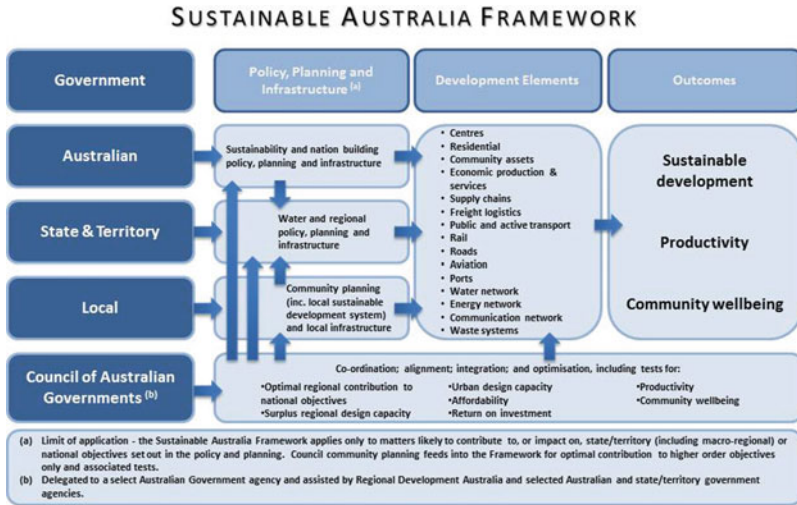 SUSTAINABLE AUSTRALIA FRAMEWORK
Government
Policy, Planning and
Infrastructure (a)
Development Elements
Outcomes
Australian
Sustainability and nation building
policy, planning and infrastructure
State & Territory
Water and regional
policy, planning and
infrastructure
Local
Community planning
(inc. local sustainable
development system)
and local infrastructure
• Centres
• Residential
• Community assets
• Economic production &
services
• Supply chains
• Freight logistics
• Public and active transport
• Rail
• Roads
• Aviation
• Ports
• Water network
• Energy network
• Communication network
• Waste systems
Sustainable
development
Productivity
Community wellbeing
Council of Australian
Governments (b)
Co-ordination; alignment; integration; and optimisation, including tests for:
•Optimal regional contribution to
national objectives
•Surplus regional design capacity
•Urban design capacity
•Affordability
•Return on investment
•Productivity
•Community wellbeing
(a) Limit of application - the Sustainable Australia Framework applies only to matters likely to contribute to, or impact on, state/territory (including macro-regional) or
national objectives set out in the policy and planning. Council community planning feeds into the Framework for optimal contribution to higher order objectives
only and associated tests.
(b) Delegated to a select Australian Government agency and assisted by Regional Development Australia and selected Australian and state/territory government
agencies.